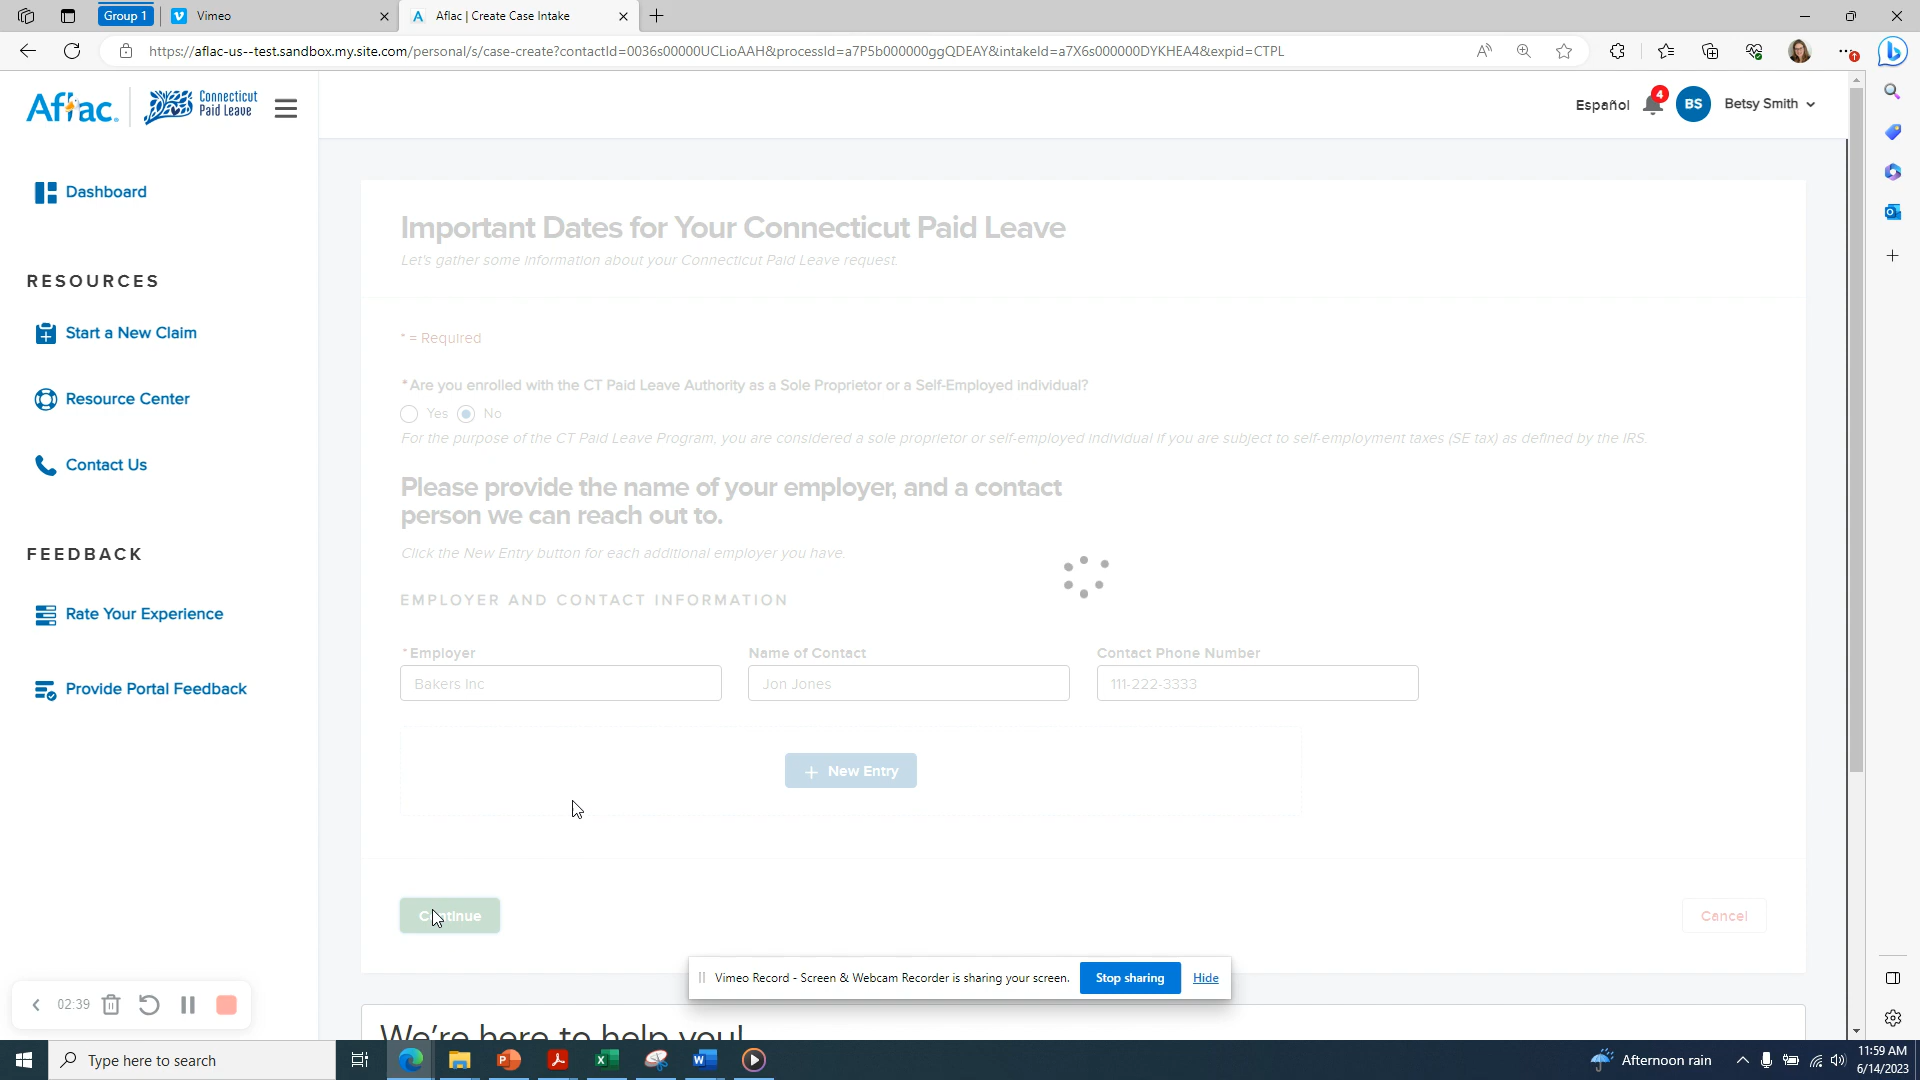 Group 1
Vimeo
Aflac | Create Case Intake
https://aflac-us--test.sandbox.my.site.com/personal/s/case-create?contactId=0036s00000UCLioAAH&processId=a7P5b000000ggQDEAY&intakeId=a7X6s000000DYKHEA4&expid=CTPL
Aflac.
Connecticut
Paid Leave
Español
4
BS
Betsy Smith
Dashboard
RESOURCES
Start a New Claim
Resource Center
Contact Us
FEEDBACK
Rate Your Experience
Provide Portal Feedback
Important Dates for Your Connecticut Paid Leave
Let's gather some information about your Connecticut Paid Leave request.
* = Required
*Are you enrolled with the CT Paid Leave Authority as a Sole Proprietor or a Self-Employed individual?
Yes No
For the purpose of the CT Paid Leave Program, you are considered a sole proprietor or self-employed individual if you are subject to self-employment taxes (SE tax) as defined by the IRS.
Please provide the name of your employer, and a contact
person we can reach out to.
Click the New Entry button for each additional employer you have.
EMPLOYER AND CONTACT INFORMATION
*Employer Name of Contact Contact Phone Number
Bakers Inc Jon Jones 111-222-3333
+ New Entry
Continue
Cancel
Vimeo Record - Screen & Webcam Recorder is sharing your screen. Stop sharing Hide
02:39
We're here to help you!
Type here to search
Afternoon rain
11:59 AM
6/14/2023